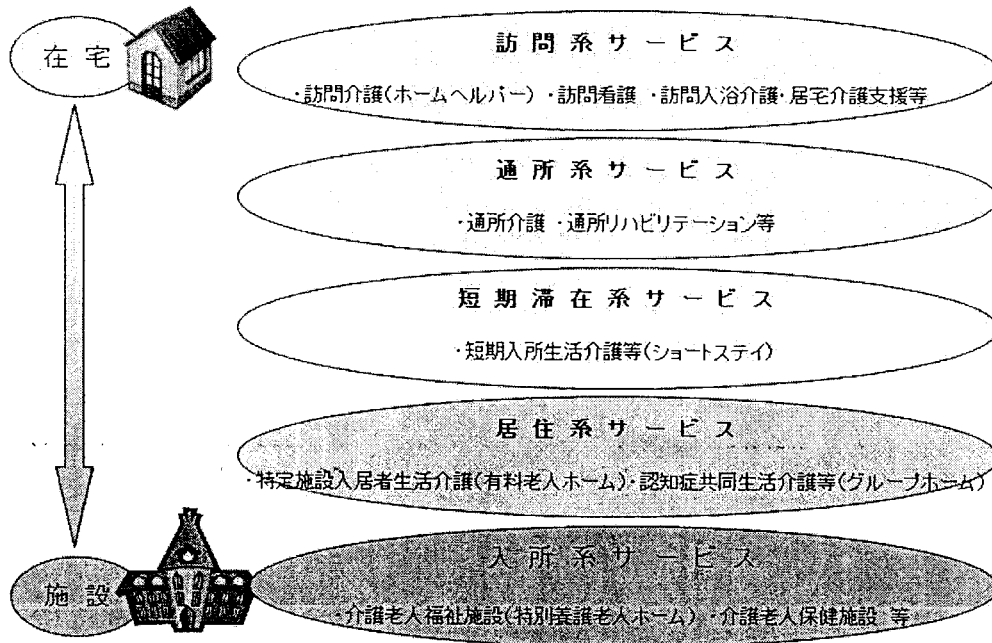 在宅
訪問系サービス
・訪問介護(ホームヘルパー) ・訪問看護 ・訪問入浴介護・居宅介護支援等
通所系サービス
・通所介護 ・通所リハビリテーション等
短期滞在系サービス
・短期入所生活介護等(ショートステイ)
居住系サービス
・特定施設入居者生活介護(有料老人ホーム)・認知症共同生活介護等(グループホーム)
施設
入所系サービス
・介護老人福祉施設(特別養護老人ホーム) ・介護老人保健施設 等